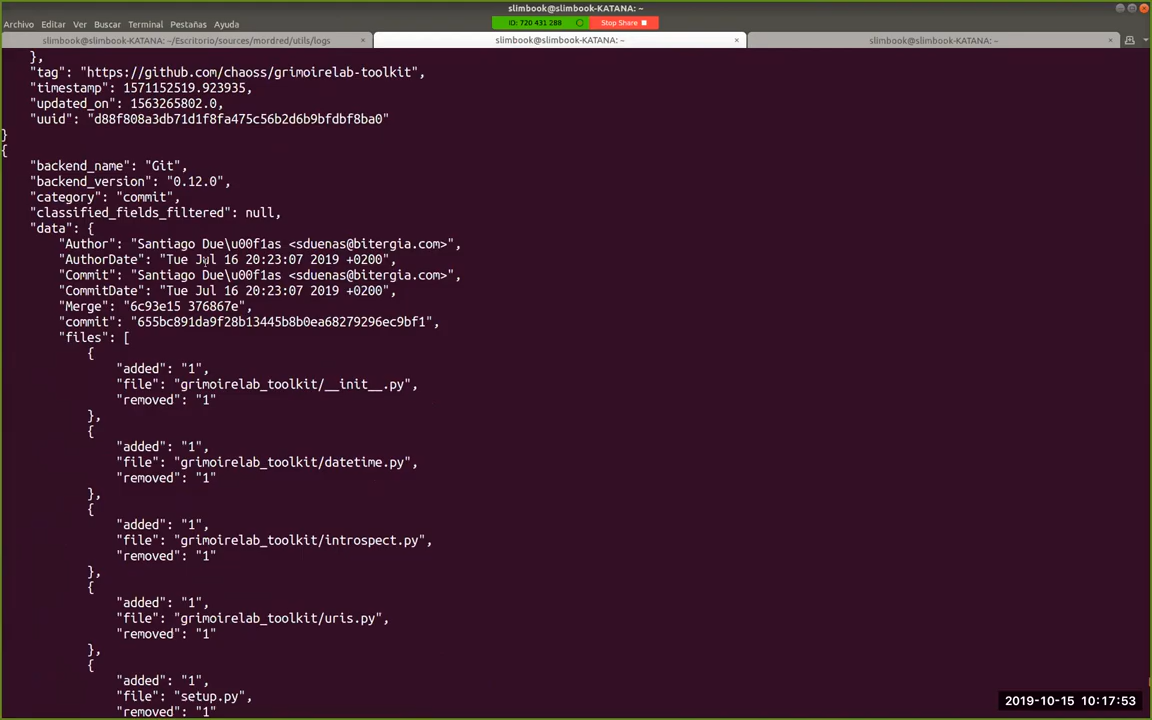 slimbook@slimbook-KATANA: ~
Archivo Editar Ver Buscar Terminal Pestañas Ayuda
ID: 720 431 288 Stop Share
slimbook@slimbook-KATANA: ~/Escritorio/sources/mordred/utils/logs × slimbook@slimbook-KATANA: ~ × slimbook@slimbook-KATANA: ~ ×
},
"tag": "https://github.com/chaoss/grimoirelab-toolkit",
"timestamp": 1571152519.923935,
"updated_on": 1563265802.0,
"uuid": "d88f808a3db71d1f8fa475c56b2d6b9bfdbf8ba0"
}
{
"backend_name": "Git",
"backend_version": "0.12.0",
"category": "commit",
"classified_fields_filtered": null,
"data": {
"Author": "Santiago Due\u00f1as <sduenas@bitergia.com>",
"AuthorDate": "Tue Jul 16 20:23:07 2019 +0200",
"Commit": "Santiago Due\u00f1as <sduenas@bitergia.com>",
"CommitDate": "Tue Jul 16 20:23:07 2019 +0200",
"Merge": "6c93e15 376867e",
"commit": "655bc891da9f28b13445b8b0ea68279296ec9bf1",
"files": [
{
"added": "1",
"file": "grimoirelab_toolkit/__init__.py",
"removed": "1"
},
{
"added": "1",
"file": "grimoirelab_toolkit/datetime.py",
"removed": "1"
},
{
"added": "1",
"file": "grimoirelab_toolkit/introspect.py",
"removed": "1"
},
{
"added": "1",
"file": "grimoirelab_toolkit/uris.py",
"removed": "1"
},
{
"added": "1",
"file": "setup.py",
"removed": "1"
2019-10-15 10:17:53